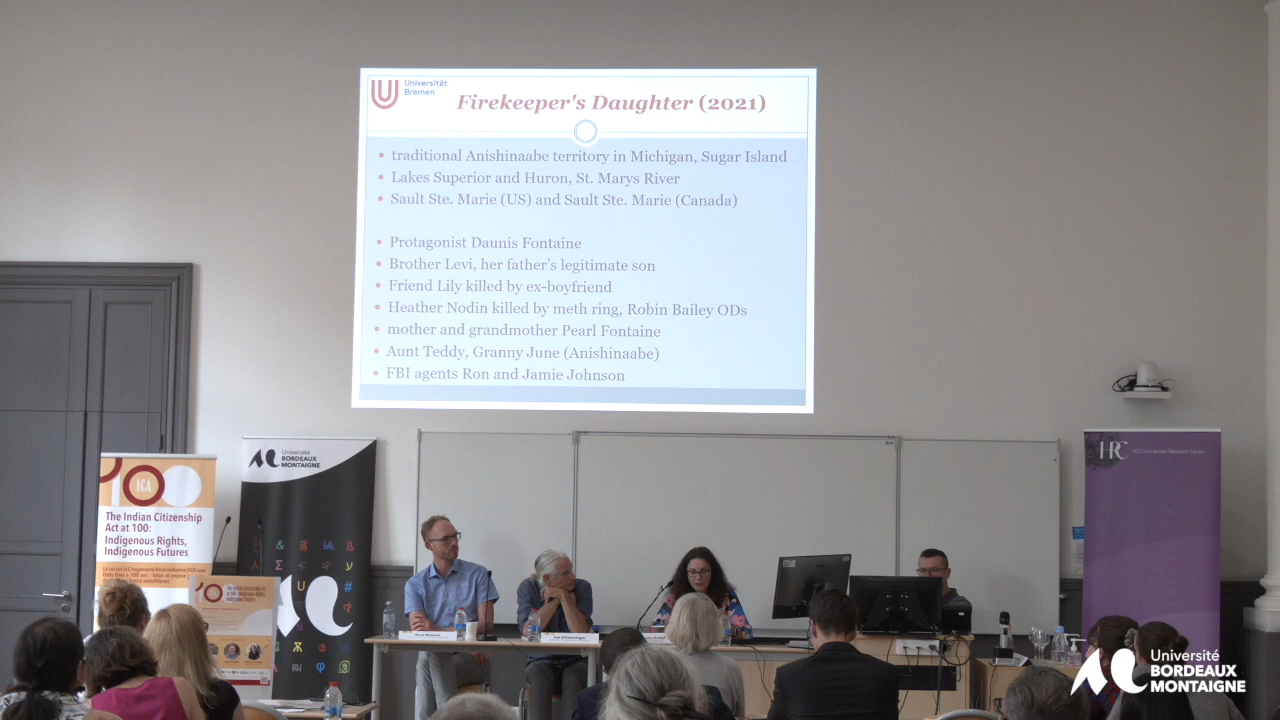 Universität
Bremen
Firekeeper's Daughter (2021)
• traditional Anishinaabe territory in Michigan, Sugar Island
• Lakes Superior and Huron, St. Marys River
• Sault Ste. Marie (US) and Sault Ste. Marie (Canada)
• Protagonist Daunis Fontaine
• Brother Levi, her father's legitimate son
• Friend Lily killed by ex-boyfriend
• Heather Nodin killed by meth ring, Robin Bailey ODs
• mother and grandmother Pearl Fontaine
• Aunt Teddy, Granny June (Anishinaabe)
• FBI agents Ron and Jamie Johnson
100
ICA
The Indian Citizenship
Act at 100:
Indigenous Rights,
Indigenous Futures
Université
BORDEAUX
MONTAIGNE
HRC
Humanities Research Center
Université
BORDEAUX
MONTAIGNE